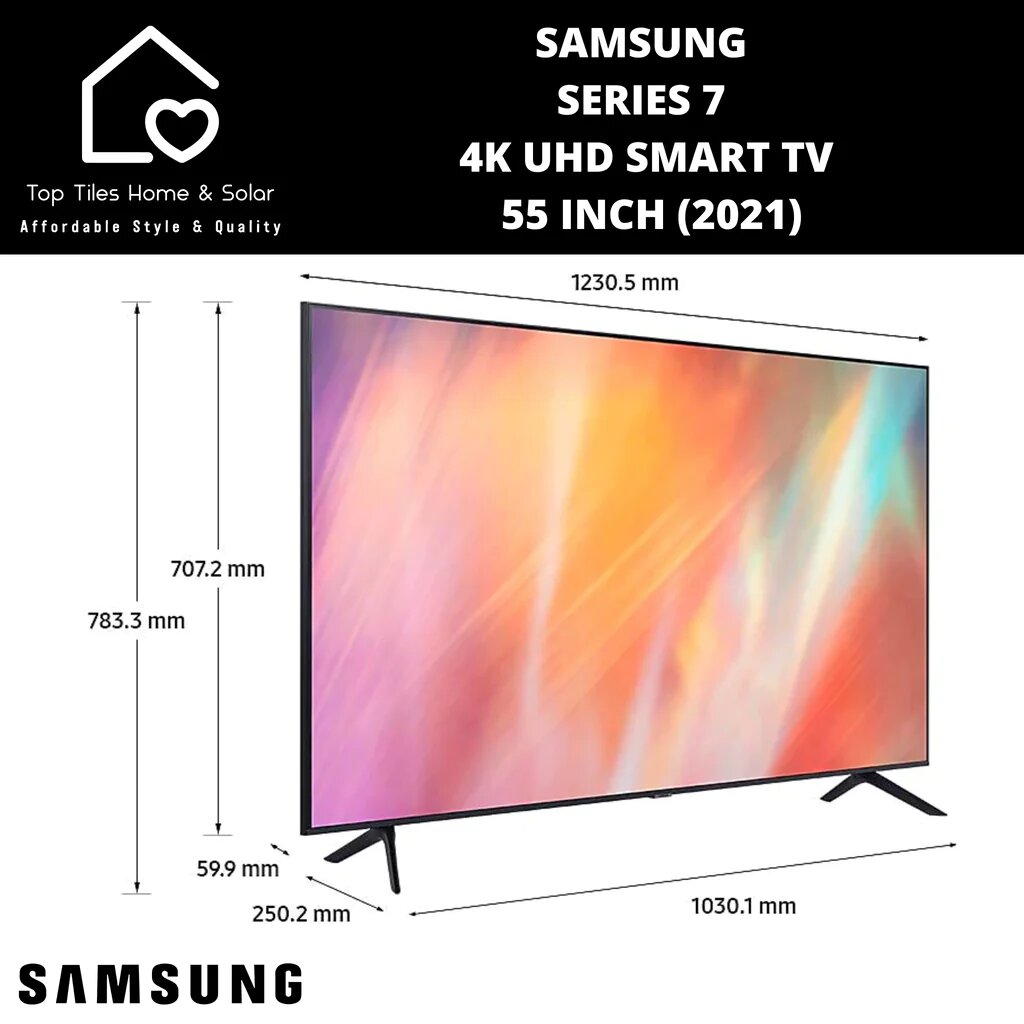 SAMSUNG
SERIES 7
4K UHD SMART TV
55 INCH (2021)
Top Tiles Home & Solar
Affordable Style & Quality
1230.5 mm
707.2 mm
783.3 mm
59.9 mm
250.2 mm
1030.1 mm
SAMSUNG